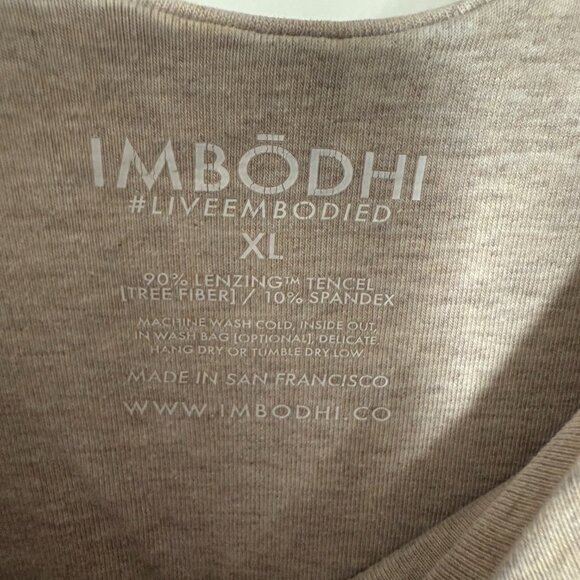 IMBŌDHI
#LIVEEMBODIED
XL
90% LENZING™ TENCEL
[TREE FIBER] / 10% SPANDEX
MACHINE WASH COLD, INSIDE OUT,
IN WASH BAG [OPTIONAL], DELICATE.
HANG DRY OR TUMBLE DRY LOW.
MADE IN SAN FRANCISCO
WWW.IMBODHI.CO